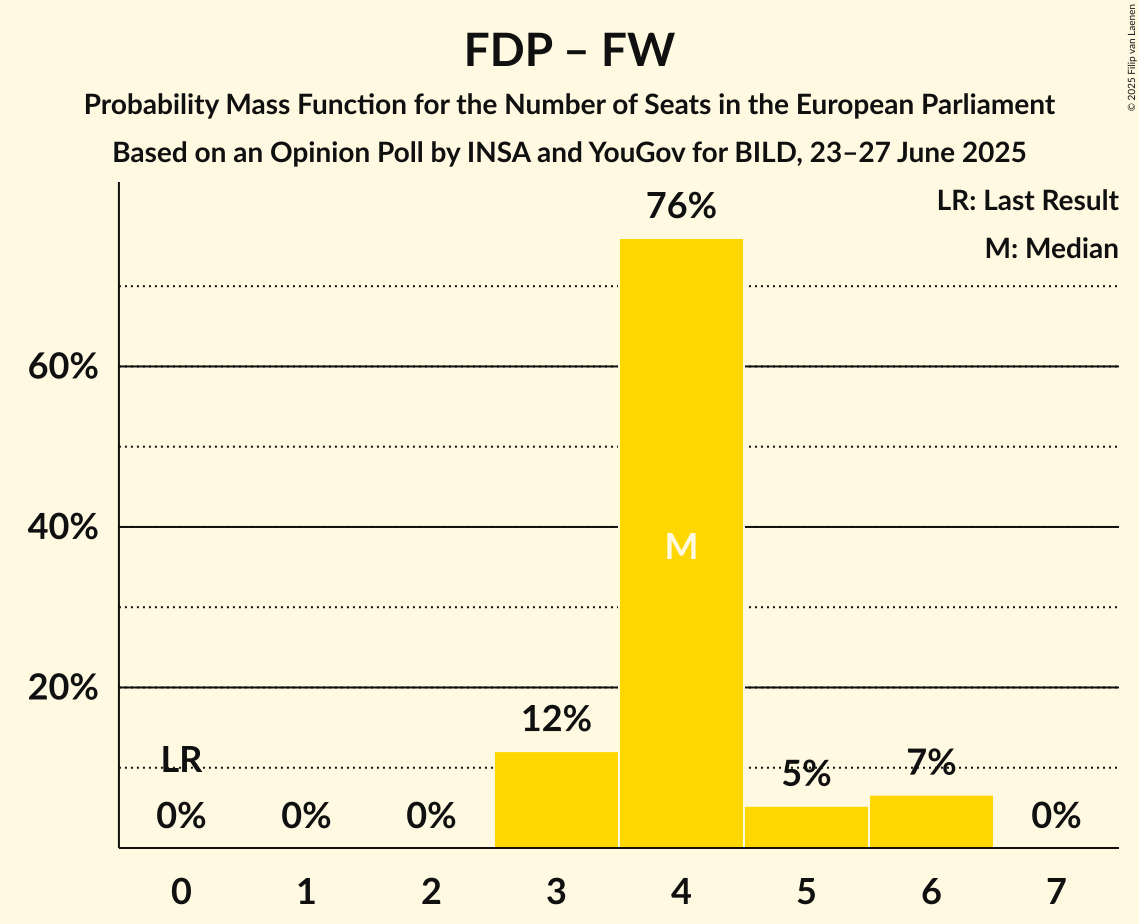 FDP – FW
Probability Mass Function for the Number of Seats in the European Parliament
Based on an Opinion Poll by INSA and YouGov for BILD, 23–27 June 2025
© 2025 Filip van Laenen
LR: Last Result
M: Median
60%
40%
20%
LR
0%
0%
0%
12%
76%
M
5%
7%
0%
0 1 2 3 4 5 6 7